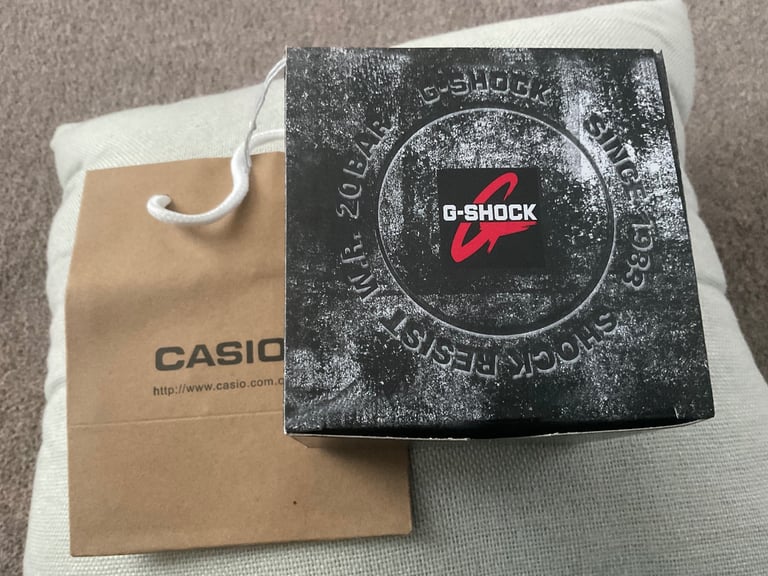 G-SHOCK
SINCE 1983
SHOCK RESIST
W.R. 20BAR
G-SHOCK
CASIO
http://www.casio.com.c